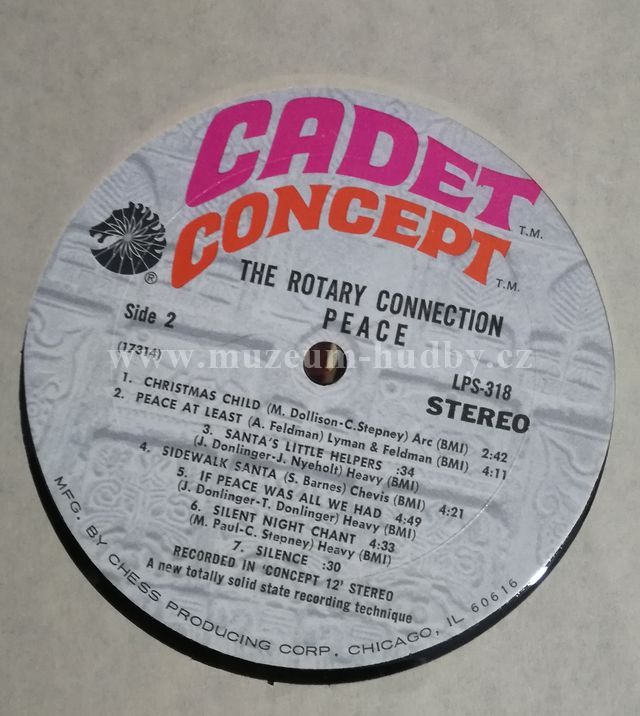 CADET T.M.
CONCEPT T.M.
®
THE ROTARY CONNECTION
PEACE
Side 2
(17314)
LPS-318
STEREO
www.muzeum-hudby.cz
1. CHRISTMAS CHILD (M. Dollison-C. Stepney) Arc (BMI) 2:42
2. PEACE AT LEAST (A. Feldman) Lyman & Feldman (BMI) 4:11
3. SANTA'S LITTLE HELPERS :34
(J. Donlinger-J. Nyeholt) Heavy (BMI)
4. SIDEWALK SANTA (S. Barnes) Chevis (BMI) 4:21
5. IF PEACE WAS ALL WE HAD 4:49
(J. Donlinger-T. Donlinger) Heavy (BMI)
6. SILENT NIGHT CHANT 4:33
(M. Paul-C. Stepney) Heavy (BMI)
7. SILENCE :30
RECORDED IN 'CONCEPT 12' STEREO
A new totally solid state recording technique
MFG. BY CHESS PRODUCING CORP. CHICAGO, IL 60616